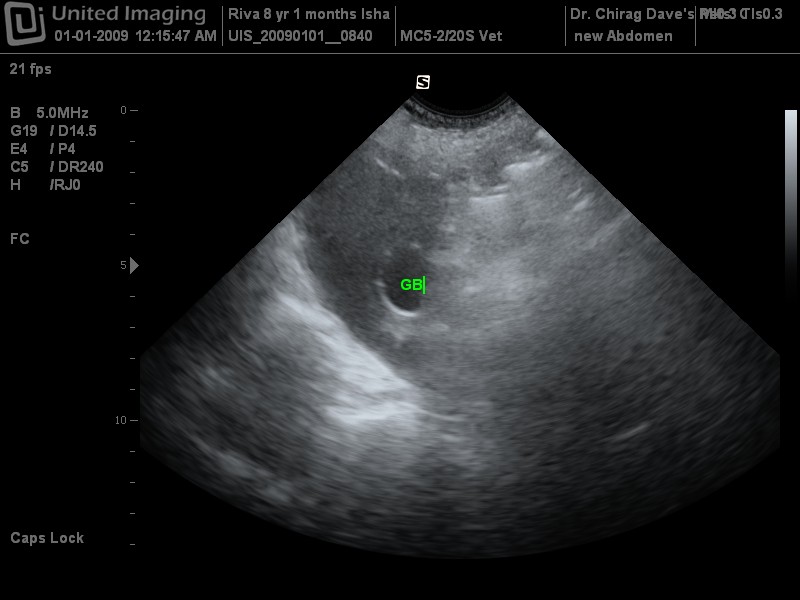 United Imaging
01-01-2009 12:15:47 AM
Riva 8 yr 1 months Isha
UIS_20090101__0840
MC5-2/20S Vet
Dr. Chirag Dave's
TIs0.3
new Abdomen
21 fps
S
B 5.0MHz
G19 / D14.5
E4 / P4
C5 / DR240
H /RJ0
FC
0
5
10
GB
Caps Lock